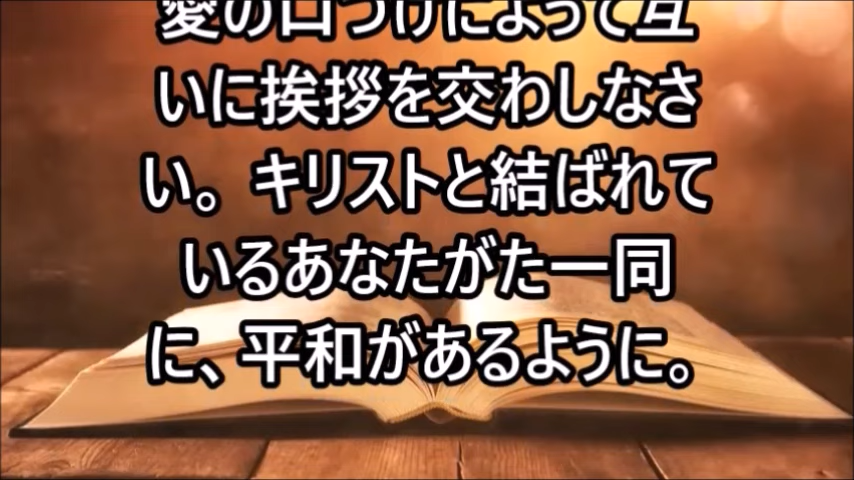 愛の口づけによって互
いに挨拶を交わしなさ
い。キリストと結ばれて
いるあなたがた一同
に、平和があるように。